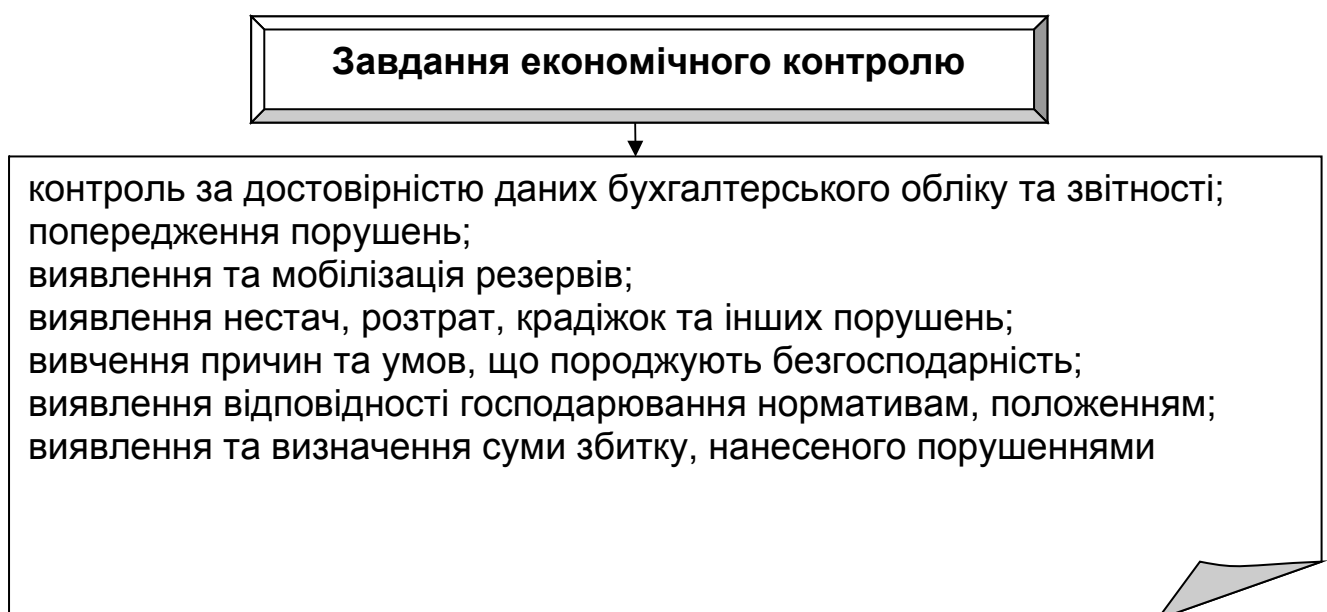 Завдання економічного контролю
контроль за достовірністю даних бухгалтерського обліку та звітності;
попередження порушень;
виявлення та мобілізація резервів;
виявлення нестач, розтрат, крадіжок та інших порушень;
вивчення причин та умов, що породжують безгосподарність;
виявлення відповідності господарювання нормативам, положенням;
виявлення та визначення суми збитку, нанесеного порушеннями